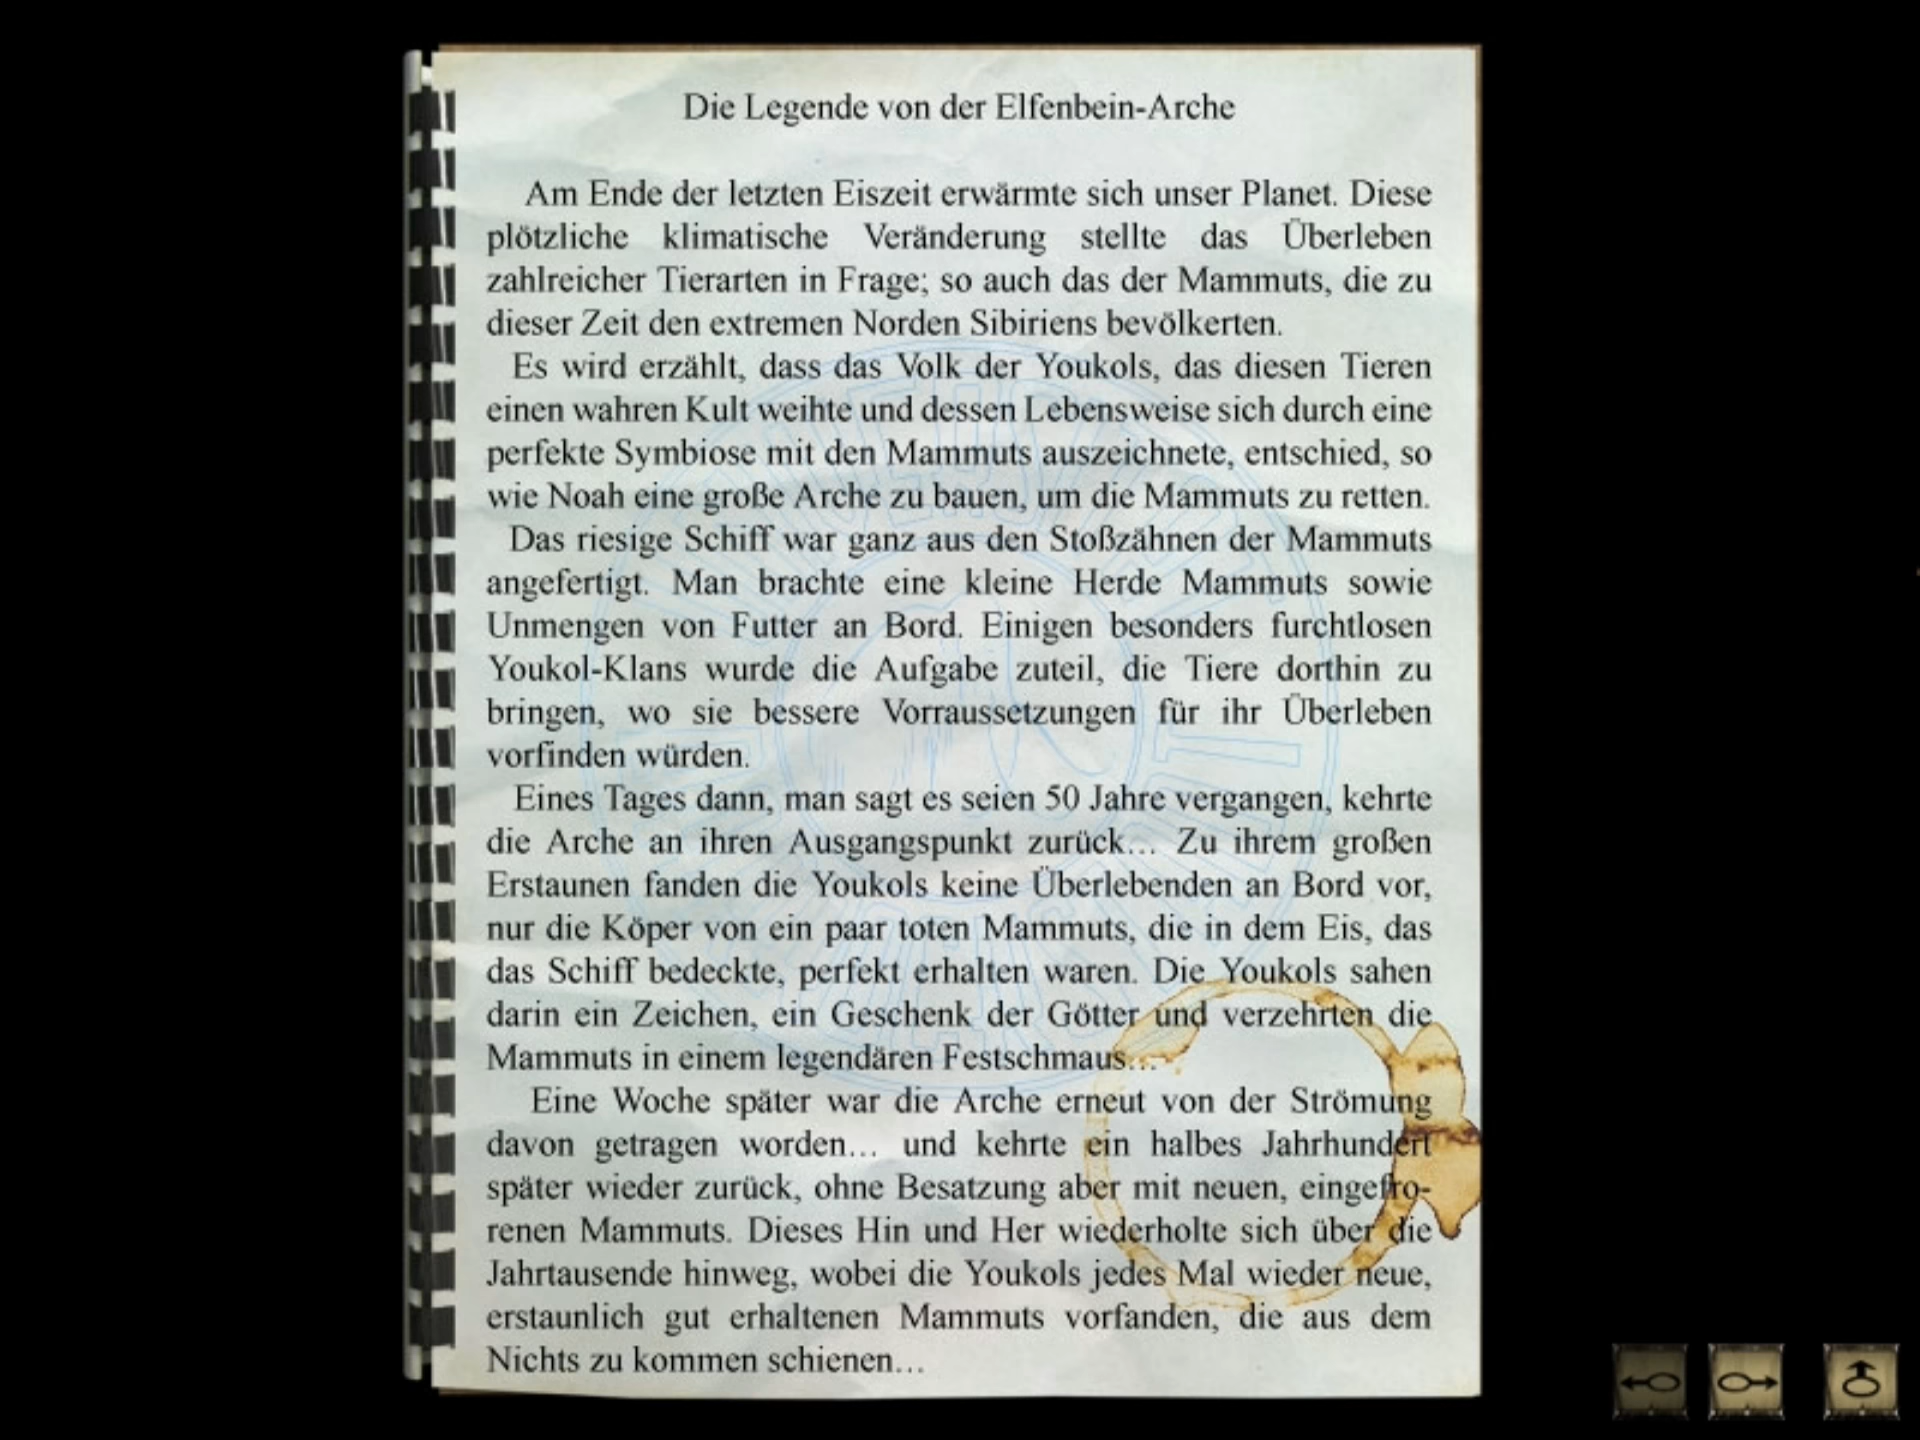 Die Legende von der Elfenbein-Arche
Am Ende der letzten Eiszeit erwärmte sich unser Planet. Diese
plötzliche klimatische Veränderung stellte das Überleben
zahlreicher Tierarten in Frage; so auch das der Mammuts, die zu
dieser Zeit den extremen Norden Sibiriens bevölkerten.
Es wird erzählt, dass das Volk der Youkols, das diesen Tieren
einen wahren Kult weihte und dessen Lebensweise sich durch eine
perfekte Symbiose mit den Mammuts auszeichnete, entschied, so
wie Noah eine große Arche zu bauen, um die Mammuts zu retten.
Das riesige Schiff war ganz aus den Stoßzähnen der Mammuts
angefertigt. Man brachte eine kleine Herde Mammuts sowie
Unmengen von Futter an Bord. Einigen besonders furchtlosen
Youkol-Klans wurde die Aufgabe zuteil, die Tiere dorthin zu
bringen, wo sie bessere Vorraussetzungen für ihr Überleben
vorfinden würden.
Eines Tages dann, man sagt es seien 50 Jahre vergangen, kehrte
die Arche an ihren Ausgangspunkt zurück… Zu ihrem großen
Erstaunen fanden die Youkols keine Überlebenden an Bord vor,
nur die Köper von ein paar toten Mammuts, die in dem Eis, das
das Schiff bedeckte, perfekt erhalten waren. Die Youkols sahen
darin ein Zeichen, ein Geschenk der Götter und verzehrten die
Mammuts in einem legendären Festschmaus…
Eine Woche später war die Arche erneut von der Strömung
davon getragen worden… und kehrte ein halbes Jahrhundert
später wieder zurück, ohne Besatzung aber mit neuen, eingefro-
renen Mammuts. Dieses Hin und Her wiederholte sich über die
Jahrtausende hinweg, wobei die Youkols jedes Mal wieder neue,
erstaunlich gut erhaltenen Mammuts vorfanden, die aus dem
Nichts zu kommen schienen…